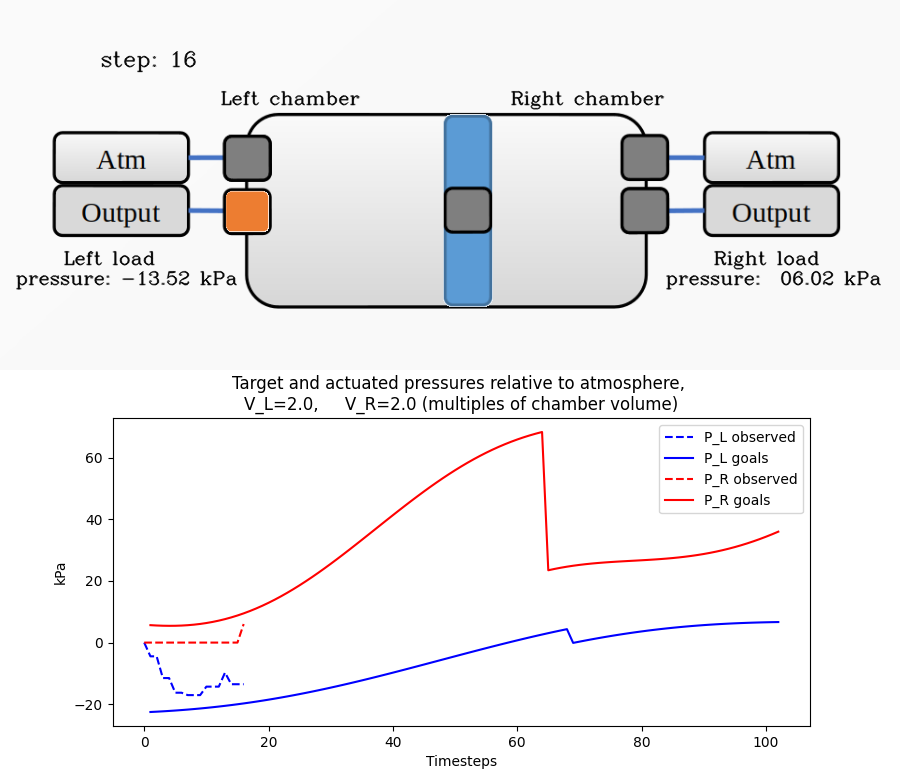 step: 16
Left chamber
Right chamber
Atm
Atm
Output
Output
Left load
pressure: −13.52 kPa
Right load
pressure: 06.02 kPa
Target and actuated pressures relative to atmosphere,
V_L=2.0, V_R=2.0 (multiples of chamber volume)
P_L observed
P_L goals
P_R observed
P_R goals
kPa
60
40
20
0
−20
0 20 40 60 80 100
Timesteps